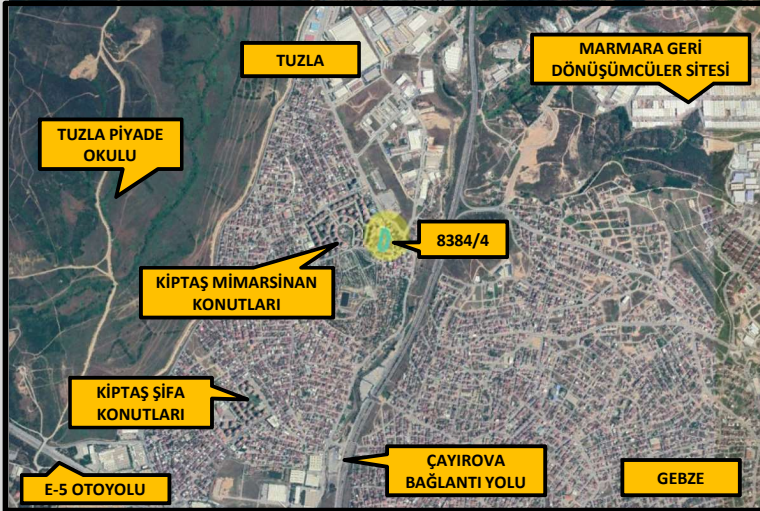 TUZLA
MARMARA GERİ
DÖNÜŞÜMCÜLER SİTESİ
TUZLA PİYADE
OKULU
8384/4
KİPTAŞ MİMARSİNAN
KONUTLARI
KİPTAŞ ŞİFA
KONUTLARI
ÇAYIROVA
BAĞLANTI YOLU
GEBZE
E-5 OTOYOLU